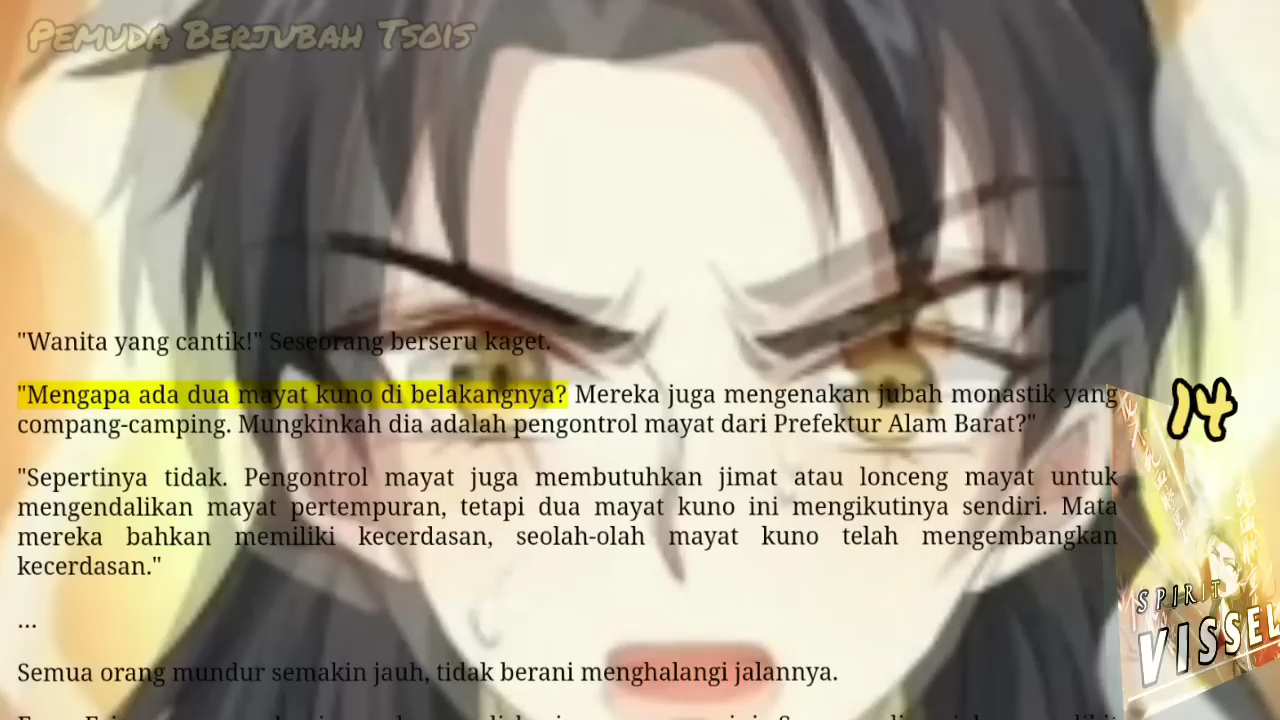 Pemuda Berjubah Tsois
"Wanita yang cantik!" Seseorang berseru kaget.
"Mengapa ada dua mayat kuno di belakangnya? Mereka juga mengenakan jubah monastik yang
compang-camping. Mungkinkah dia adalah pengontrol mayat dari Prefektur Alam Barat?"
"Sepertinya tidak. Pengontrol mayat juga membutuhkan jimat atau lonceng mayat untuk
mengendalikan mayat pertempuran, tetapi dua mayat kuno ini mengikutinya sendiri. Mata
mereka bahkan memiliki kecerdasan, seolah-olah mayat kuno telah mengembangkan
kecerdasan."
...
Semua orang mundur semakin jauh, tidak berani menghalangi jalannya.
14
SPIRIT
VISSEL